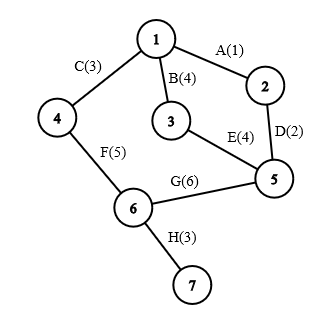 1
A(1)
C(3)
B(4)
2
4
3
D(2)
E(4)
F(5)
G(6)
5
6
H(3)
7